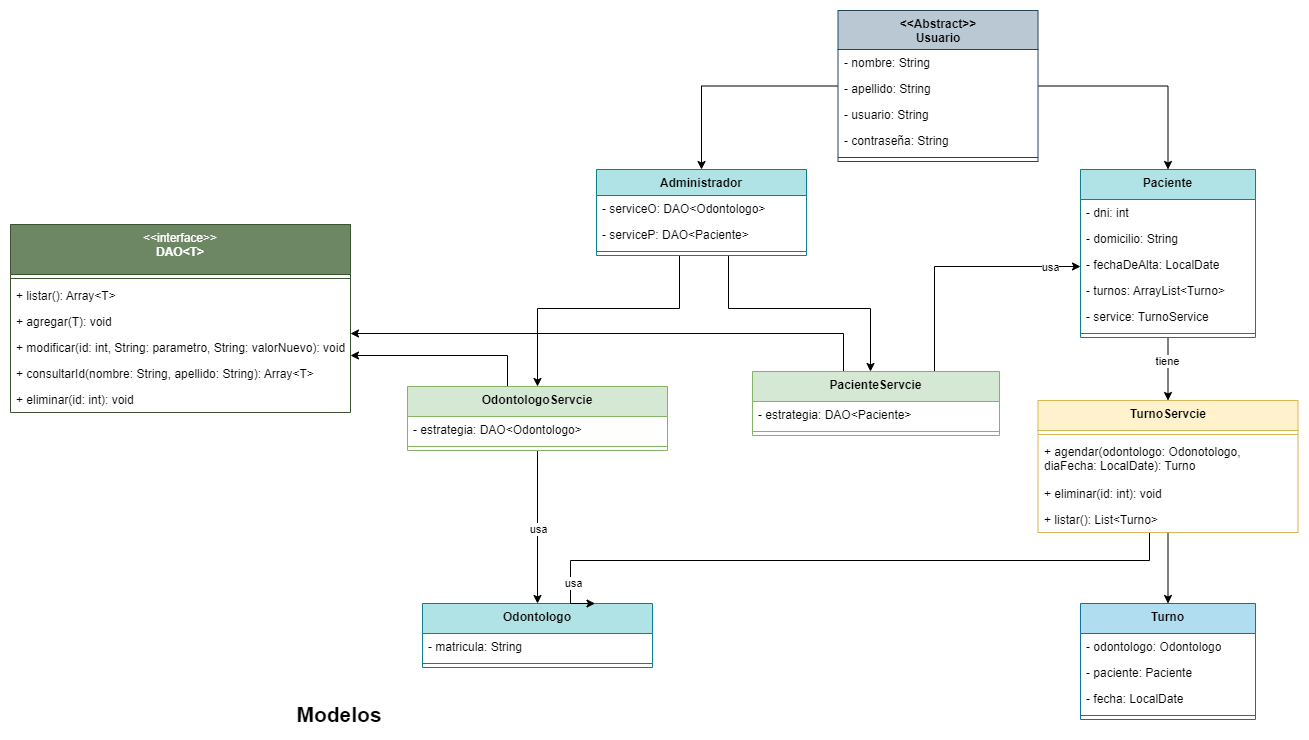 <<Abstract>>
Usuario
- nombre: String
- apellido: String
- usuario: String
- contraseña: String
Administrador
- serviceO: DAO<Odontologo>
- serviceP: DAO<Paciente>
Paciente
- dni: int
- domicilio: String
- fechaDeAlta: LocalDate
- turnos: ArrayList<Turno>
- service: TurnoService
<<interface>>
DAO<T>
+ listar(): Array<T>
+ agregar(T): void
+ modificar(id: int, String: parametro, String: valorNuevo): void
+ consultarId(nombre: String, apellido: String): Array<T>
+ eliminar(id: int): void
usa
tiene
OdontologoServcie
- estrategia: DAO<Odontologo>
PacienteServcie
- estrategia: DAO<Paciente>
TurnoServcie
+ agendar(odontologo: Odonotologo,
diaFecha: LocalDate): Turno
+ eliminar(id: int): void
+ listar(): List<Turno>
usa
usa
Odontologo
- matricula: String
Turno
- odontologo: Odontologo
- paciente: Paciente
- fecha: LocalDate
Modelos